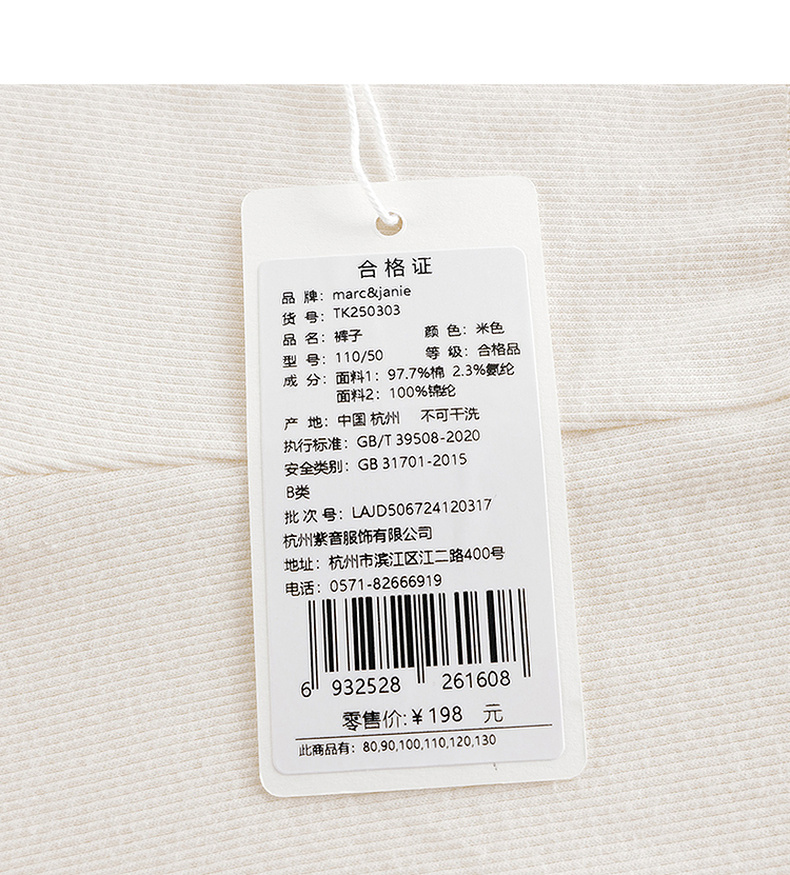 合格证
品 牌：marc&janie
货 号：TK250303
品 名：裤子 颜 色：米色
型 号：110/50 等 级：合格品
成 分：面料1：97.7%棉 2.3%氨纶
面料2：100%锦纶
产 地：中国 杭州 不可干洗
执行标准：GB/T 39508-2020
安全类别：GB 31701-2015
B类
批 次 号：LAJD506724120317
杭州紫音服饰有限公司
地址：杭州市滨江区江二路400号
电话：0571-82666919
6 932528 261608
零售价:￥198 元
此商品有：80,90,100,110,120,130